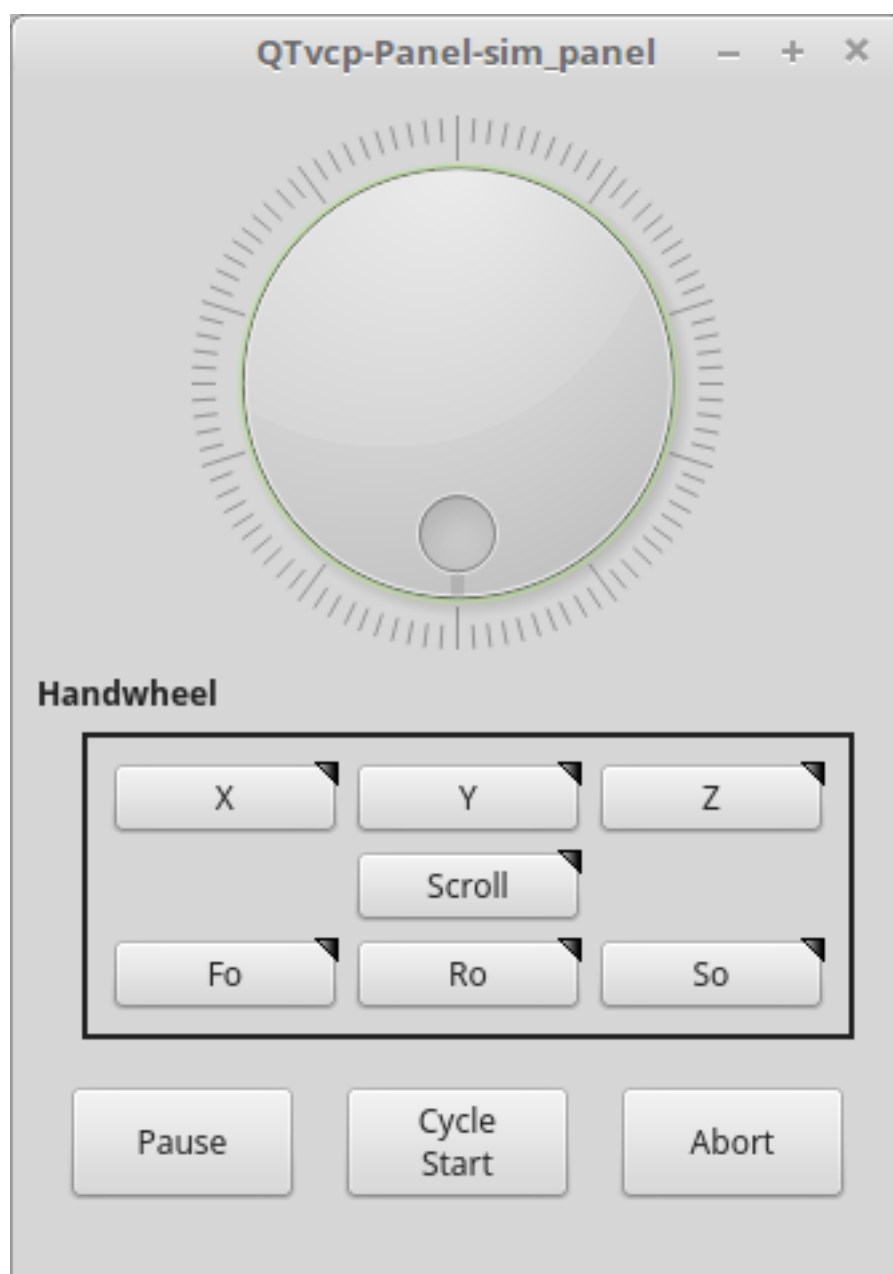 QTvcp-Panel-sim_panel
Handwheel
X
Y
Z
Scroll
Fo
Ro
So
Pause
Cycle
Start
Abort